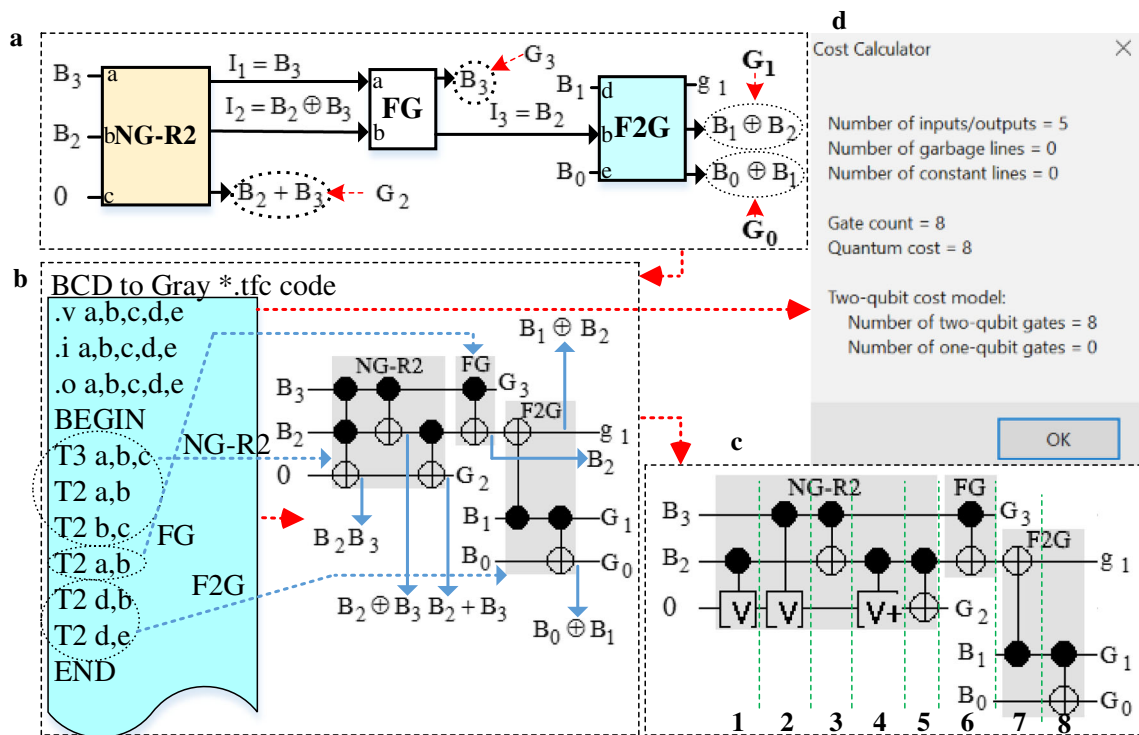 a
B₃
a
I₁ = B₃
a
B₃
G₃
B₂
b
NG-R2
I₂ = B₂ ⊕ B₃
b
FG
I₃ = B₂
0
c
B₂ + B₃
G₂
B₁
d
g ₁
G₁
b
F2G
B₁ ⊕ B₂
B₀
e
B₀ ⊕ B₁
G₀
d
Cost Calculator
Number of inputs/outputs = 5
Number of garbage lines = 0
Number of constant lines = 0
Gate count = 8
Quantum cost = 8
Two-qubit cost model:
Number of two-qubit gates = 8
Number of one-qubit gates = 0
OK
b
BCD to Gray *.tfc code
.v a,b,c,d,e
.i a,b,c,d,e
.o a,b,c,d,e
BEGIN
T3 a,b,c
T2 a,b
T2 b,c
T2 a,b
T2 d,b
T2 d,e
END
NG-R2
FG
F2G
B₁ ⊕ B₂
NG-R2
FG
F2G
B₃
G₃
B₂
g ₁
B₂
0
G₂
B₁
G₁
B₀
G₀
B₂B₃
B₂ ⊕ B₃
B₂ + B₃
B₀ ⊕ B₁
c
NG-R2
FG
F2G
B₃
G₃
B₂
g ₁
0
V
V
V+
G₂
B₁
G₁
B₀
G₀
1 2 3 4 5 6 7 8